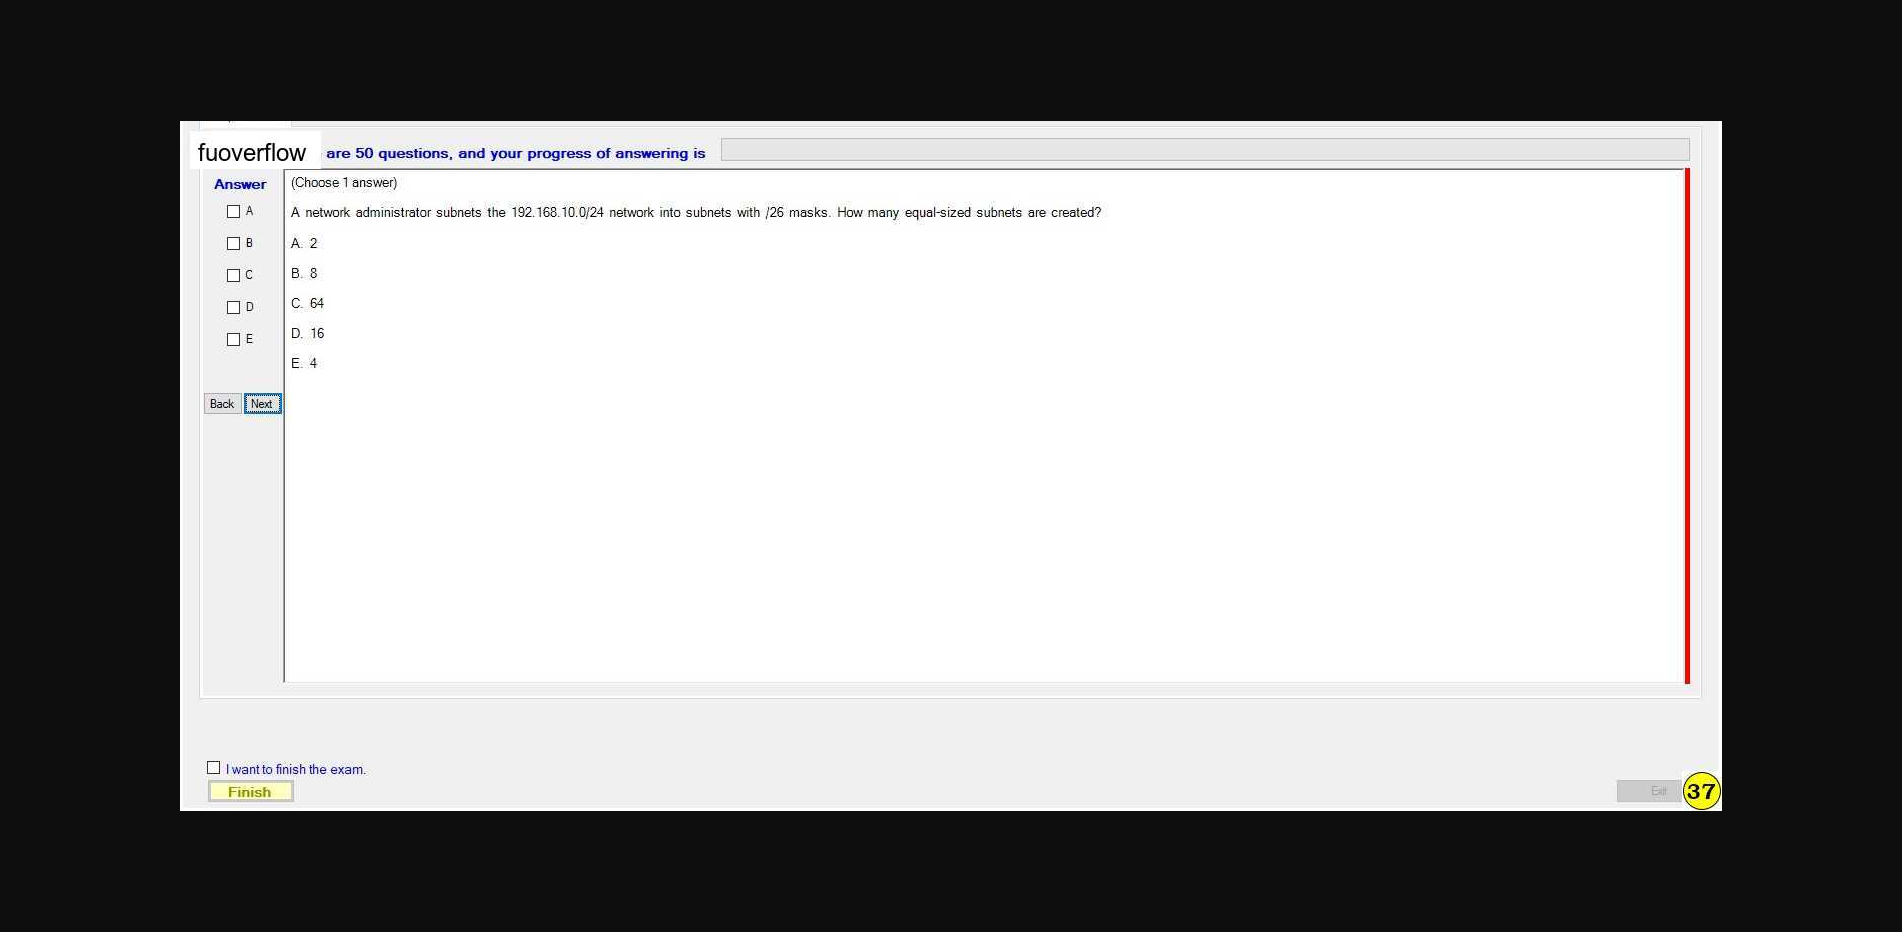 fuoverflow are 50 questions, and your progress of answering is
Answer
A
B
C
D
E
Back Next
(Choose 1 answer)
A network administrator subnets the 192.168.10.0/24 network into subnets with /26 masks. How many equal-sized subnets are created?
A. 2
B. 8
C. 64
D. 16
E. 4
I want to finish the exam.
Finish
Exit
37